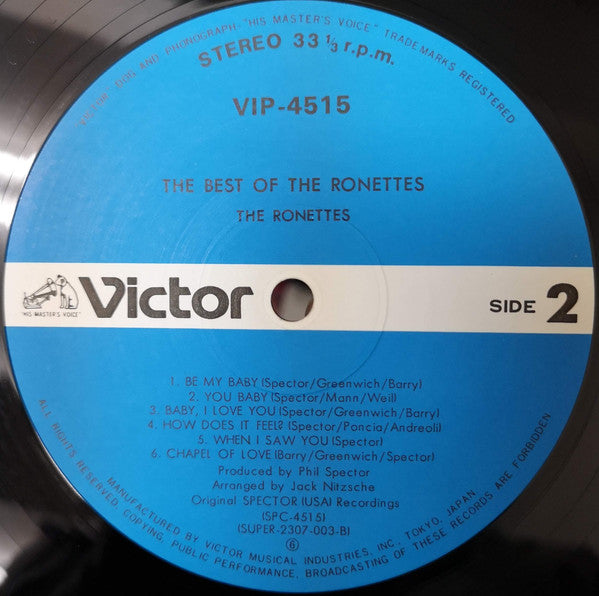 "VICTOR", DOG AND PHONOGRAPH-"HIS MASTER'S VOICE" TRADEMARKS REGISTERED
STEREO 33 1/3 r.p.m.
VIP-4515
THE BEST OF THE RONETTES
THE RONETTES
Victor
"HIS MASTER'S VOICE"
SIDE 2
1. BE MY BABY (Spector/Greenwich/Barry)
2. YOU BABY (Spector/Mann/Weil)
3. BABY, I LOVE YOU (Spector/Greenwich/Barry)
4. HOW DOES IT FEEL? (Spector/Poncia/Andreoli)
5. WHEN I SAW YOU (Spector)
6. CHAPEL OF LOVE (Barry/Greenwich/Spector)
Produced by Phil Spector
Arranged by Jack Nitzsche
Original SPECTOR (USA) Recordings
(SPC-4515)
(SUPER-2307-003-B)
6
ALL RIGHTS RESERVED COPYING, PUBLIC PERFORMANCE, BROADCASTING OF THESE RECORDS ARE FORBIDDEN
MANUFACTURED BY VICTOR MUSICAL INDUSTRIES, INC., TOKYO, JAPAN